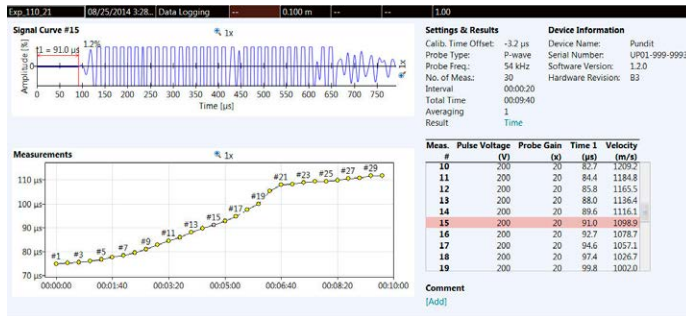 Exp_110_21 08/25/2014 3:28... Data Logging -- 0.100 m -- -- 1.00
Signal Curve #15 1x
t1 = 91.0 µs 1.2%
Amplitude [%]
0
0 50 100 150 200 250 300 350 400 450 500 550 600 650 700 750
Time [µs]
1x
Settings & Results
Calib. Time Offset: -3.2 µs
Probe Type: P-wave
Probe Freq.: 54 kHz
No. of Meas.: 30
Interval 00:00:20
Total Time 00:09:40
Averaging 1
Result Time
Device Information
Device Name: Pundit
Serial Number: UP01-999-9993
Software Version: 1.2.0
Hardware Revision: B3
Measurements 1x
110 µs
100 µs
90 µs
80 µs
70 µs
#1 #3 #5 #7 #9 #11 #13 #15 #17 #19 #21 #23 #25 #27 #29
00:00:00 00:01:40 00:03:20 00:05:00 00:06:40 00:08:20 00:10:00
Meas. Pulse Voltage Probe Gain Time 1 Velocity
# (V) (x) (µs) (m/s)
10 200 20 82.7 1209.2
11 200 20 84.4 1184.8
12 200 20 85.8 1165.5
13 200 20 88.0 1136.4
14 200 20 89.6 1116.1
15 200 20 91.0 1098.9
16 200 20 92.7 1078.7
17 200 20 94.6 1057.1
18 200 20 97.4 1026.7
19 200 20 99.8 1002.0
Comment
[Add]